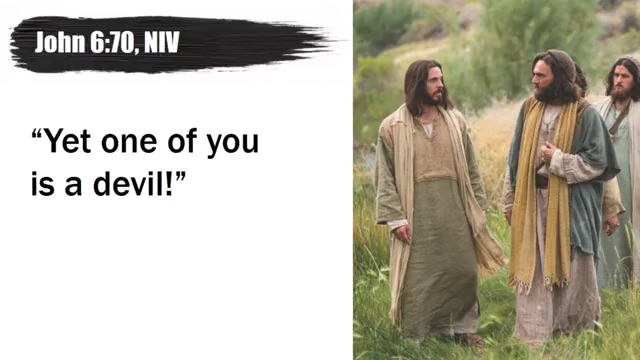 John 6:70, NIV
“Yet one of you
is a devil!”